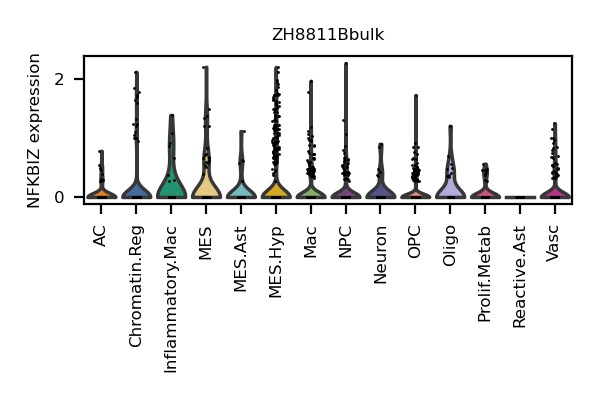 ZH8811Bbulk
NFKBIZ expression
2
0
AC
Chromatin.Reg
Inflammatory.Mac
MES
MES.Ast
MES.Hyp
Mac
NPC
Neuron
OPC
Oligo
Prolif.Metab
Reactive.Ast
Vasc